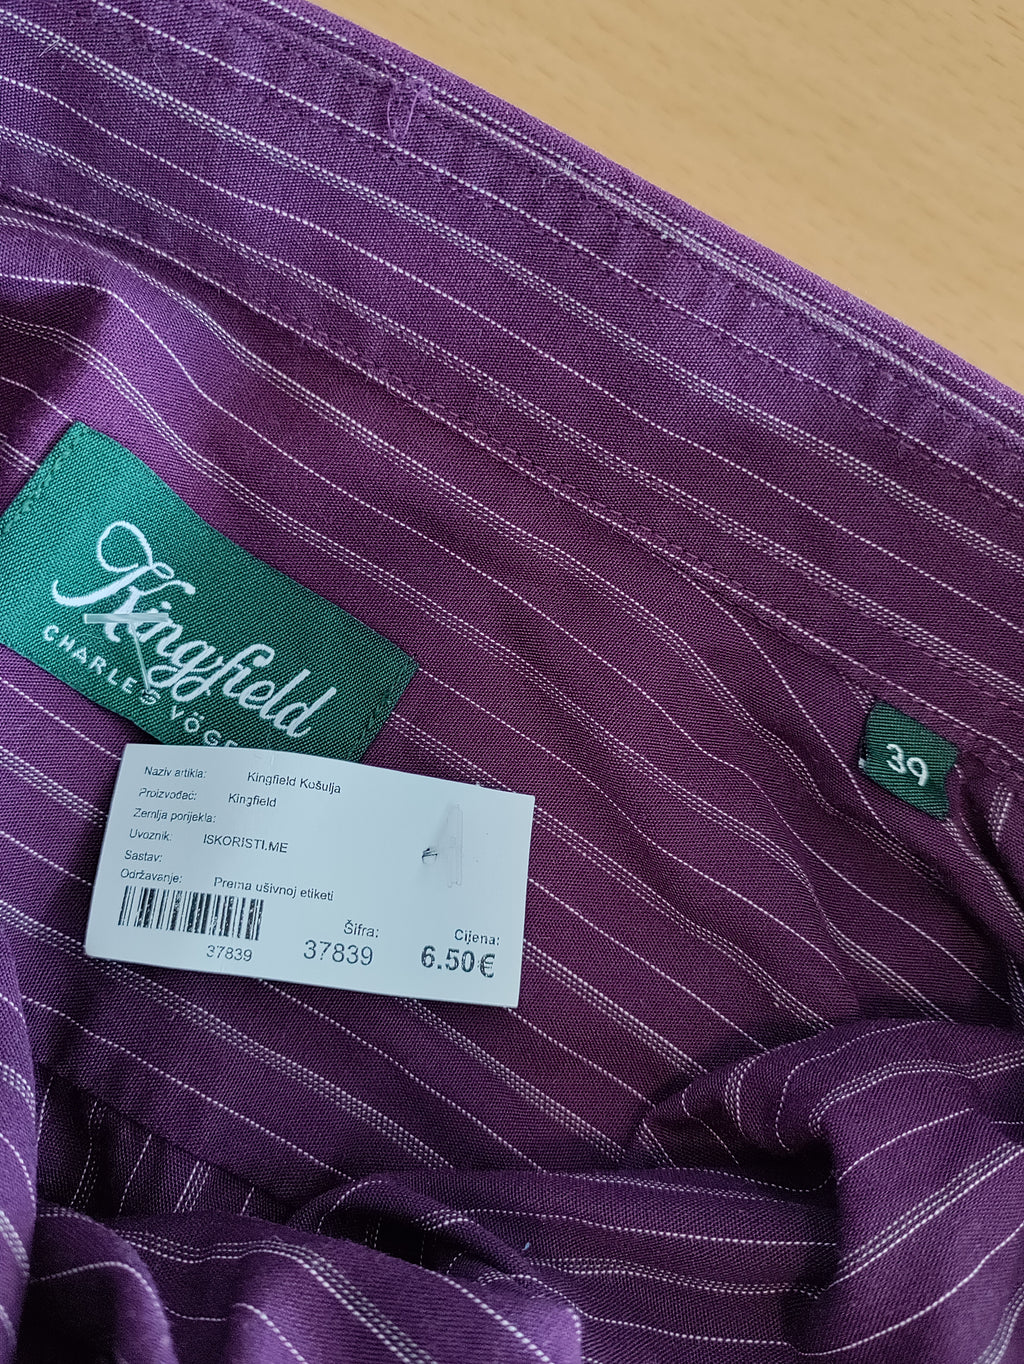 Kingfield
CHARLES VÖGE
39
Naziv artikla: Kingfield Košulja
Proizvođač: Kingfield
Zemlja porijekla:
Uvoznik: ISKORISTI.ME
Sastav:
Održavanje: Prema ušivnoj etiketi
37839
Šifra:
37839
Cijena:
6.50€